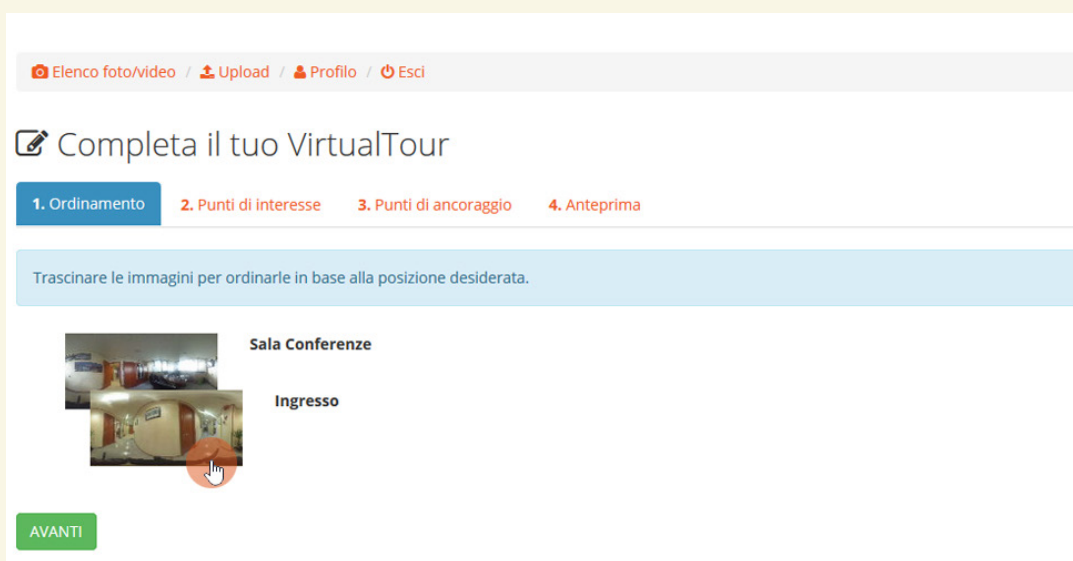 Elenco foto/video / Upload / Profilo / Esci
Completa il tuo VirtualTour
1. Ordinamento 2. Punti di interesse 3. Punti di ancoraggio 4. Anteprima
Trascinare le immagini per ordinarle in base alla posizione desiderata.
Sala Conferenze
Ingresso
AVANTI